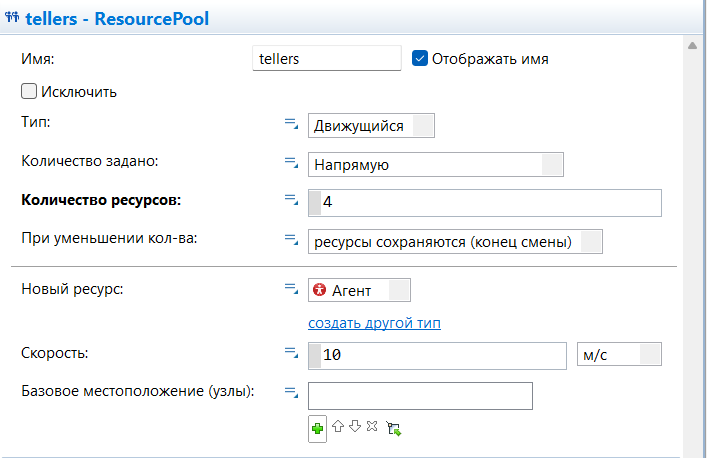 tellers - ResourcePool
Имя: tellers Отображать имя
Исключить
Тип: Движущийся
Количество задано: Напрямую
Количество ресурсов: 4
При уменьшении кол-ва: ресурсы сохраняются (конец смены)
Новый ресурс: Агент
создать другой тип
Скорость: 10 м/с
Базовое местоположение (узлы):